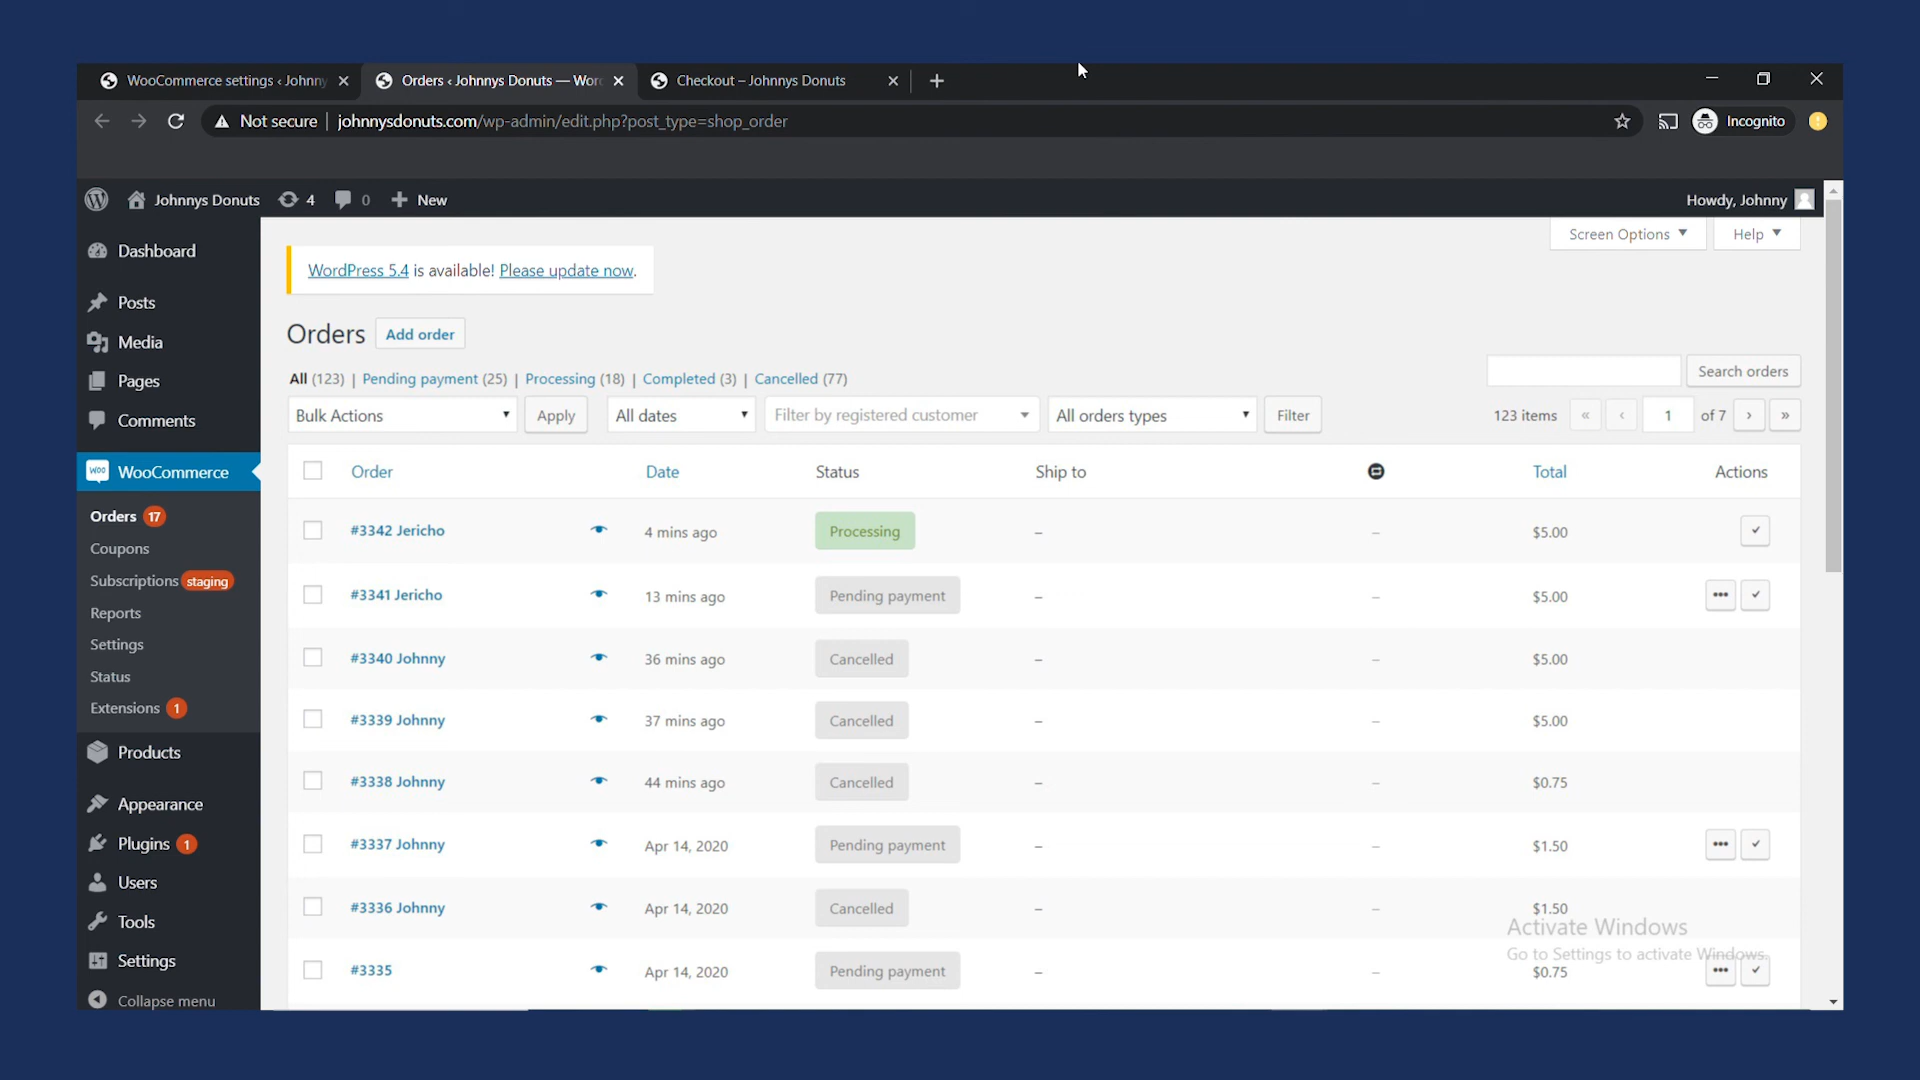 WooCommerce settings ‹ Johnny
Orders ‹ Johnnys Donuts — Wor
Checkout – Johnnys Donuts
Not secure | johnnysdonuts.com/wp-admin/edit.php?post_type=shop_order
Incognito
Johnnys Donuts 4 0 New
Howdy, Johnny
Screen Options
Help
WordPress 5.4 is available! Please update now.
Dashboard
Posts
Media
Pages
Comments
WooCommerce
Orders 17
Coupons
Subscriptions staging
Reports
Settings
Status
Extensions 1
Products
Appearance
Plugins 1
Users
Tools
Settings
Collapse menu
Orders Add order
All (123) | Pending payment (25) | Processing (18) | Completed (3) | Cancelled (77)
Search orders
Bulk Actions Apply All dates Filter by registered customer All orders types Filter
123 items « ‹ 1 of 7 › »
Order Date Status Ship to Total Actions
#3342 Jericho 4 mins ago Processing – – $5.00
#3341 Jericho 13 mins ago Pending payment – – $5.00
#3340 Johnny 36 mins ago Cancelled – – $5.00
#3339 Johnny 37 mins ago Cancelled – – $5.00
#3338 Johnny 44 mins ago Cancelled – – $0.75
#3337 Johnny Apr 14, 2020 Pending payment – – $1.50
#3336 Johnny Apr 14, 2020 Cancelled – – $1.50
#3335 Apr 14, 2020 Pending payment – – $0.75
Activate Windows
Go to Settings to activate Windows.